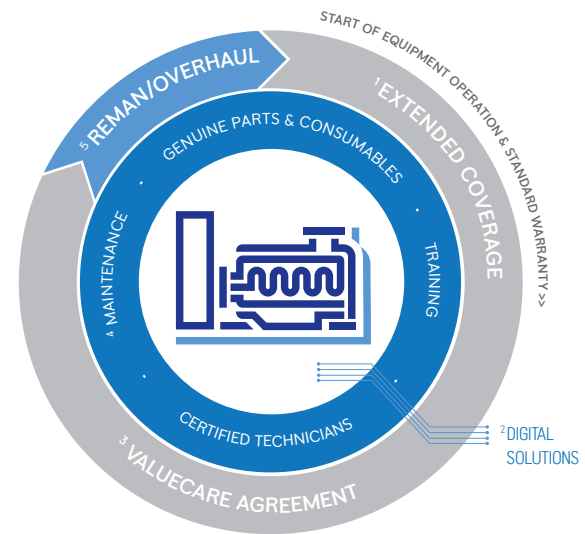 START OF EQUIPMENT OPERATION & STANDARD WARRANTY >>
1 EXTENDED COVERAGE
5 REMAN/OVERHAUL
GENUINE PARTS & CONSUMABLES
TRAINING
4 MAINTENANCE
CERTIFIED TECHNICIANS
2 DIGITAL
SOLUTIONS
3 VALUECARE AGREEMENT